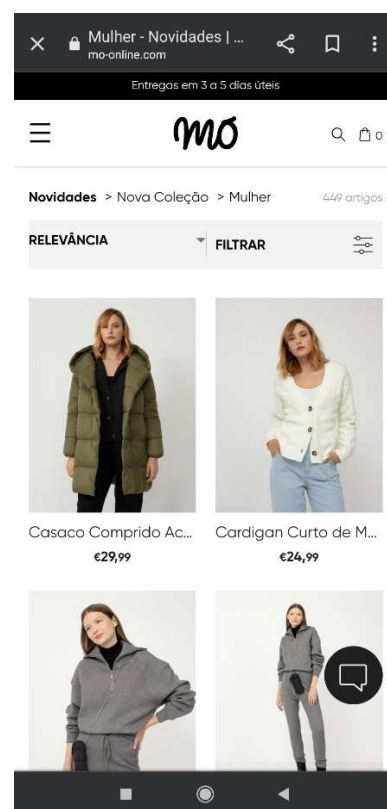 Mulher - Novidades | ...
mo-online.com
Entregas em 3 a 5 dias úteis
MÓ
0
Novidades > Nova Coleção > Mulher
449 artigos
RELEVÂNCIA
FILTRAR
Casaco Comprido Ac...
Cardigan Curto de M...
€29,99
€24,99